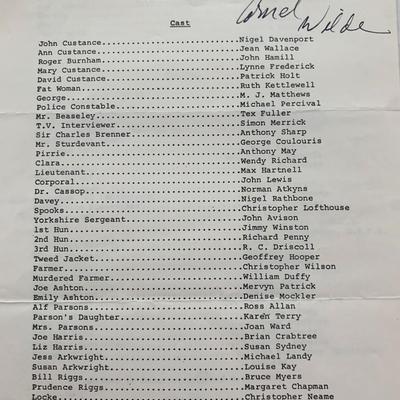 Cornel Wilde
Cast
John Custance..........................Nigel Davenport
Ann Custance...........................Jean Wallace
Roger Burnham..........................John Hamill
Mary Custance..........................Lynne Frederick
David Custance.........................Patrick Holt
Fat Woman..............................Ruth Kettlewell
George.................................M. J. Matthews
Police Constable.......................Michael Percival
Mr. Beaseley...........................Tex Fuller
T.V. Interviewer.......................Simon Merrick
Sir Charles Brenner....................Anthony Sharp
Mr. Sturdevant.........................George Coulouris
Pirrie.................................Anthony May
Clara..................................Wendy Richard
Lieutenant.............................Max Hartnell
Corporal...............................John Lewis
Dr. Cassop.............................Norman Atkyns
Davey..................................Nigel Rathbone
Spooks.................................Christopher Lofthouse
Yorkshire Sergeant.....................John Avison
1st Hun................................Jimmy Winston
2nd Hun................................Richard Penny
3rd Hun................................R. C. Driscoll
Tweed Jacket...........................Geoffrey Hooper
Farmer.................................Christopher Wilson
Murdered Farmer........................William Duffy
Joe Ashton.............................Mervyn Patrick
Emily Ashton...........................Denise Mockler
Alf Parsons............................Ross Allan
Parson's Daughter......................Karen Terry
Mrs. Parsons...........................Joan Ward
Joe Harris.............................Brian Crabtree
Liz Harris.............................Susan Sydney
Jess Arkwright.........................Michael Landy
Susan Arkwright........................Louise Kay
Bill Riggs.............................Bruce Myers
Prudence Riggs.........................Margaret Chapman
Locke..................................Christopher Neame